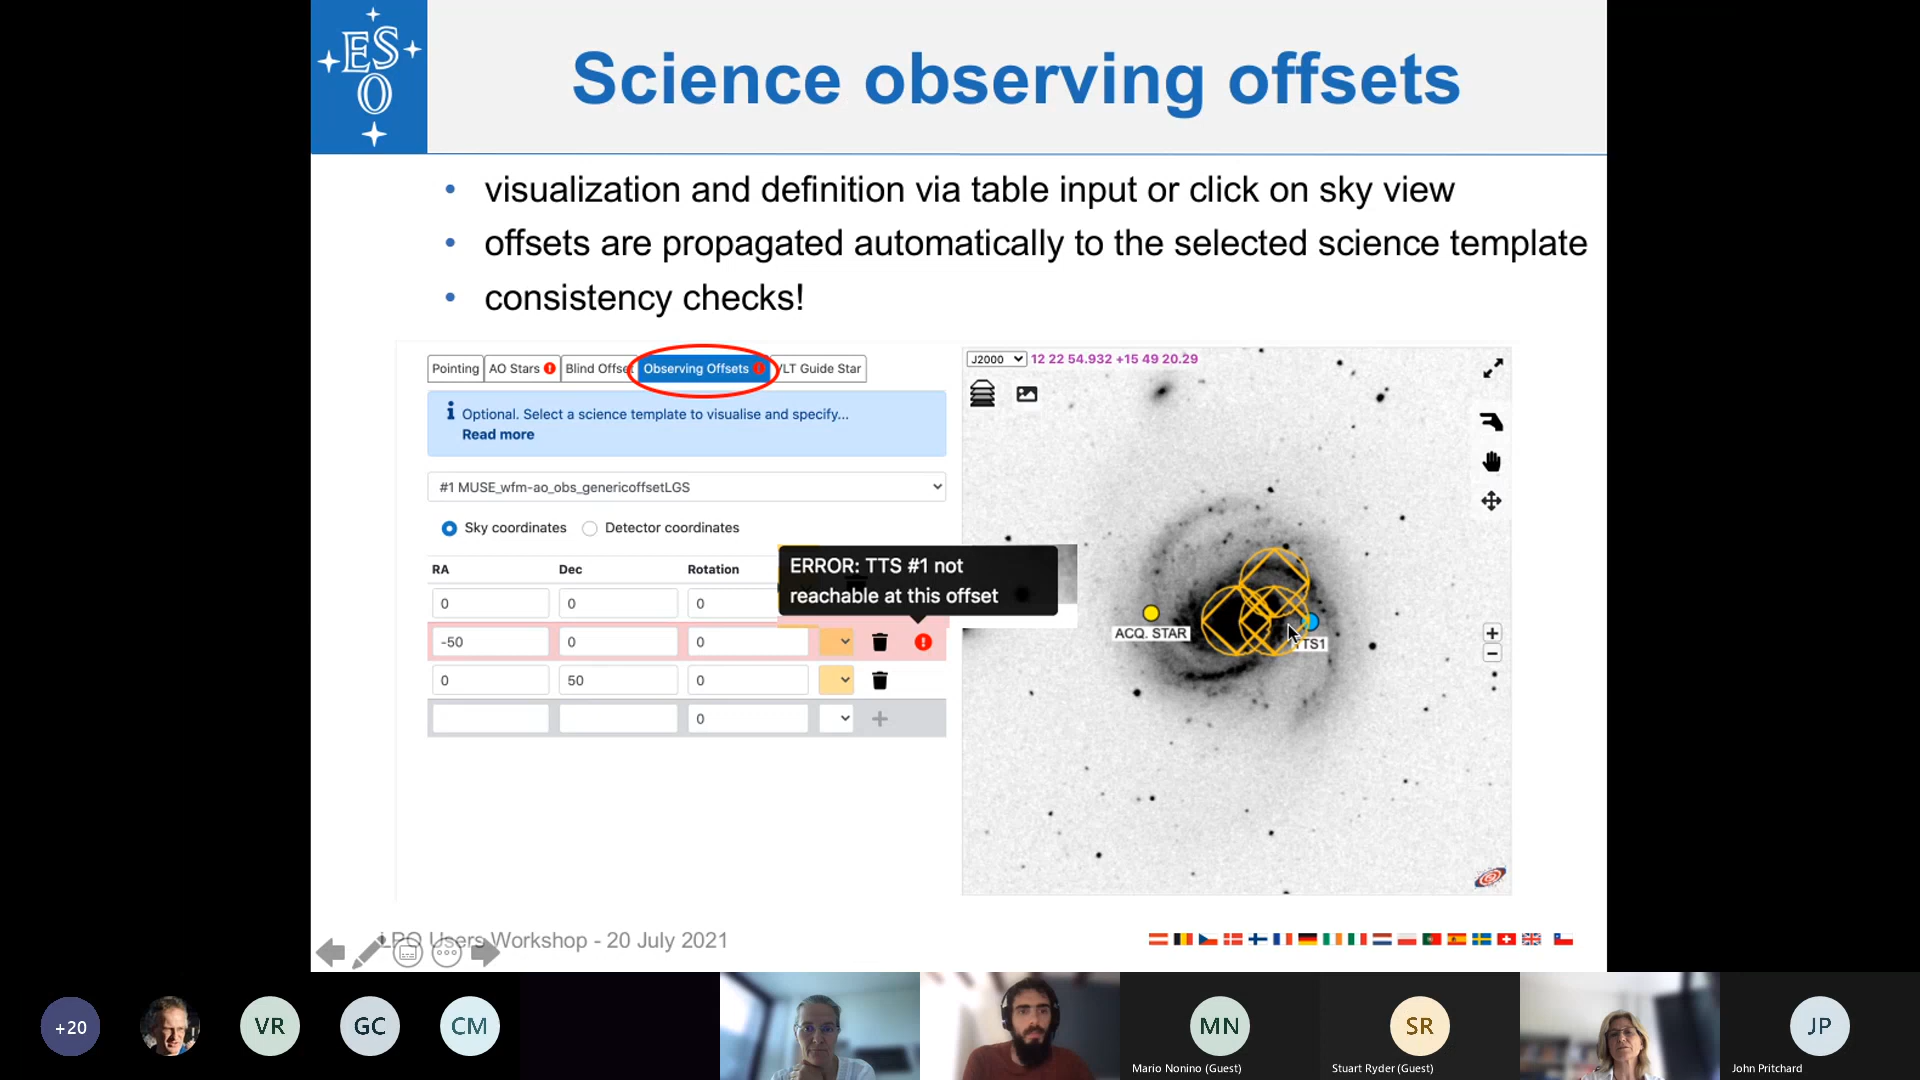 ES
O
Science observing offsets
• visualization and definition via table input or click on sky view
• offsets are propagated automatically to the selected science template
• consistency checks!
Pointing AO Stars Blind Offse Observing Offsets VLT Guide Star
Optional. Select a science template to visualise and specify...
Read more
#1 MUSE_wfm-ao_obs_genericoffsetLGS
Sky coordinates Detector coordinates
RA Dec Rotation
0 0 0
-50 0 0
0 50 0
0
ERROR: TTS #1 not
reachable at this offset
J2000 12 22 54.932 +15 49 20.29
ACQ. STAR
TTS1
LPO Users Workshop - 20 July 2021
+20 VR GC CM MN SR JP
Mario Nonino (Guest) Stuart Ryder (Guest) John Pritchard